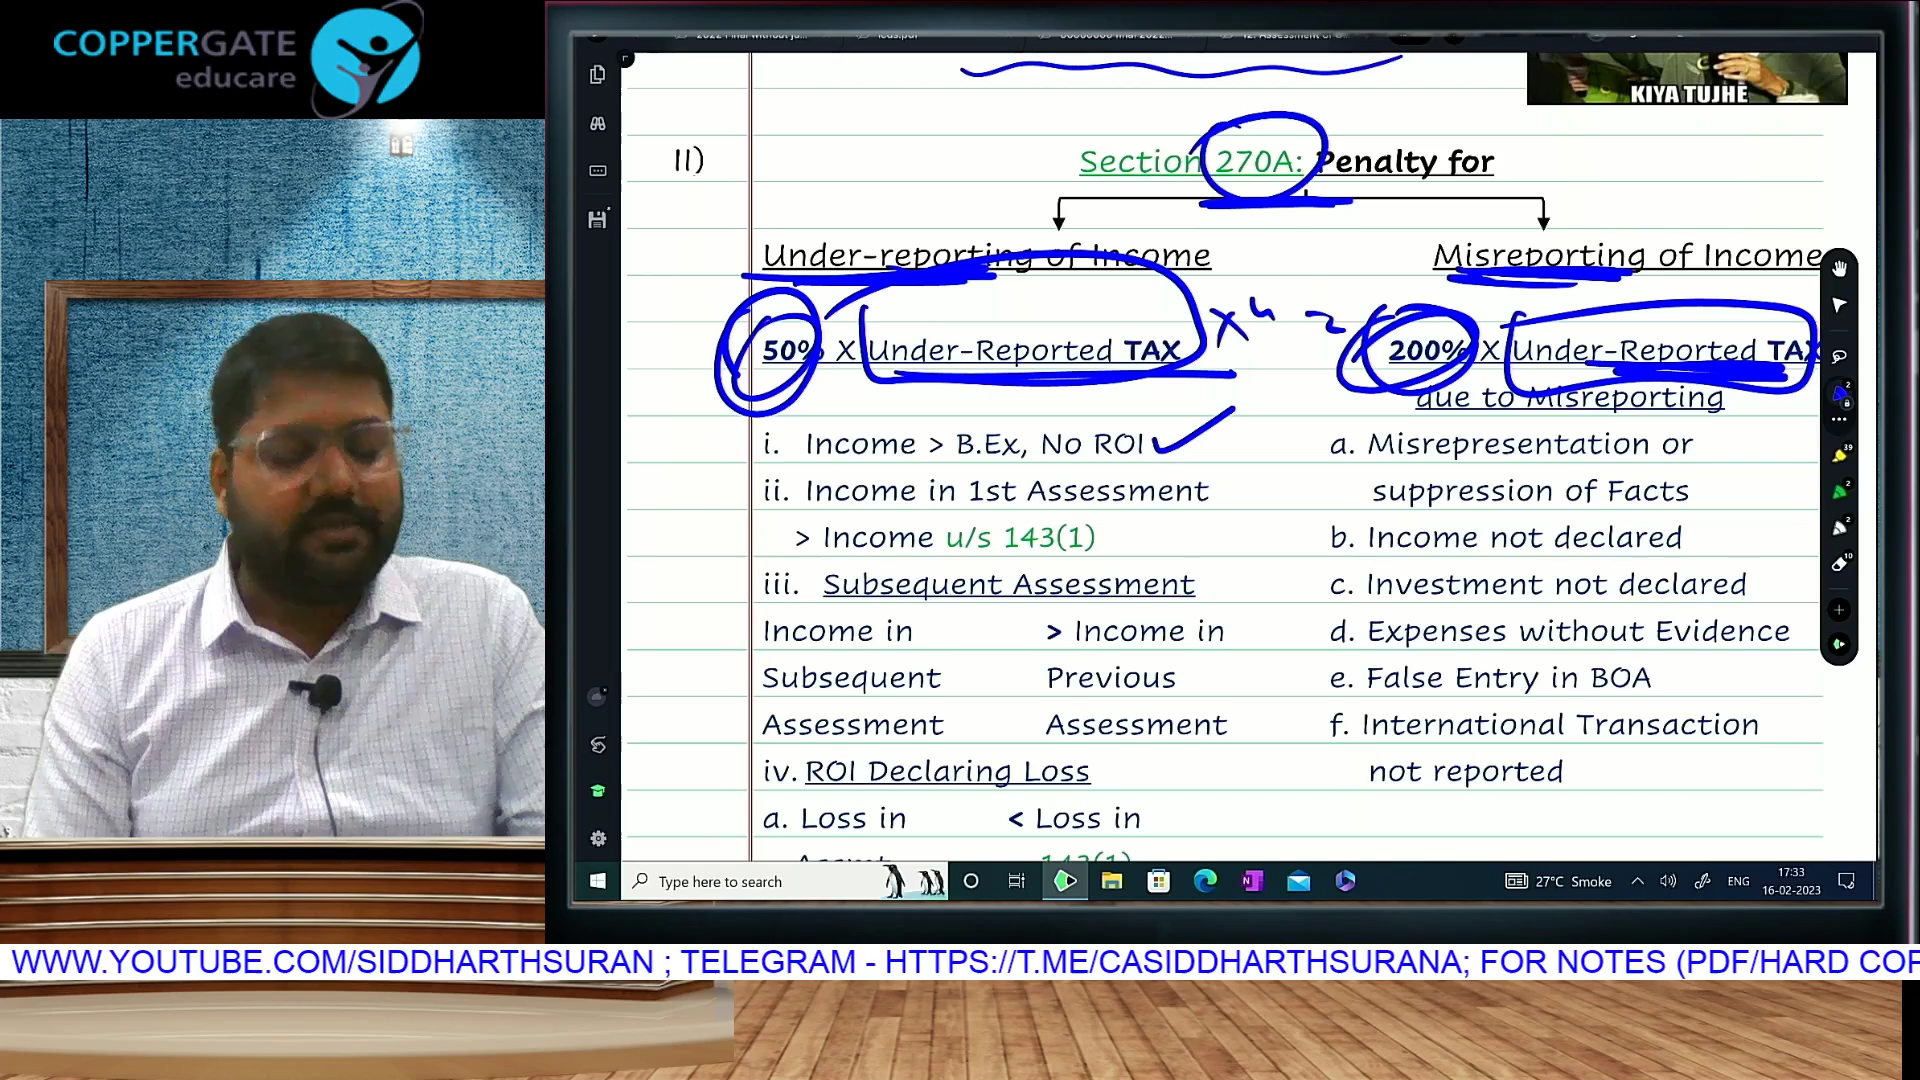 COPPERGATE
educare
KIYA TUJHE
II)
Section 270A: Penalty for
Under-reporting of Income
Misreporting of Income
50% X Under-Reported TAX
x 4 =
200% X Under-Reported TAX
due to Misreporting
i. Income > B.Ex, No ROI
ii. Income in 1st Assessment
> Income u/s 143(1)
iii. Subsequent Assessment
Income in > Income in
Subsequent Previous
Assessment Assessment
iv. ROI Declaring Loss
a. Loss in < Loss in
143(1)
a. Misrepresentation or
suppression of Facts
b. Income not declared
c. Investment not declared
d. Expenses without Evidence
e. False Entry in BOA
f. International Transaction
not reported
Type here to search
27°C Smoke
ENG
17:33
16-02-2023
WWW.YOUTUBE.COM/SIDDHARTHSURAN ; TELEGRAM - HTTPS://T.ME/CASIDDHARTHSURANA; FOR NOTES (PDF/HARD COP